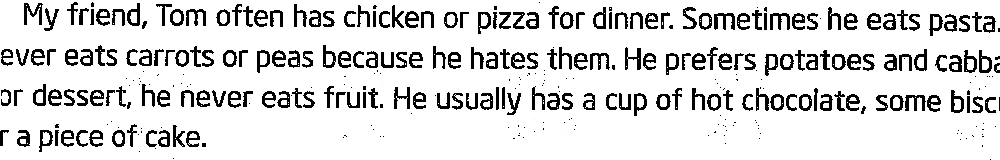 My friend, Tom often has chicken or pizza for dinner. Sometimes he eats pasta.
ever eats carrots or peas because he hates them. He prefers potatoes and cabba
or dessert, he never eats fruit. He usually has a cup of hot chocolate, some bisc
r a piece of cake.